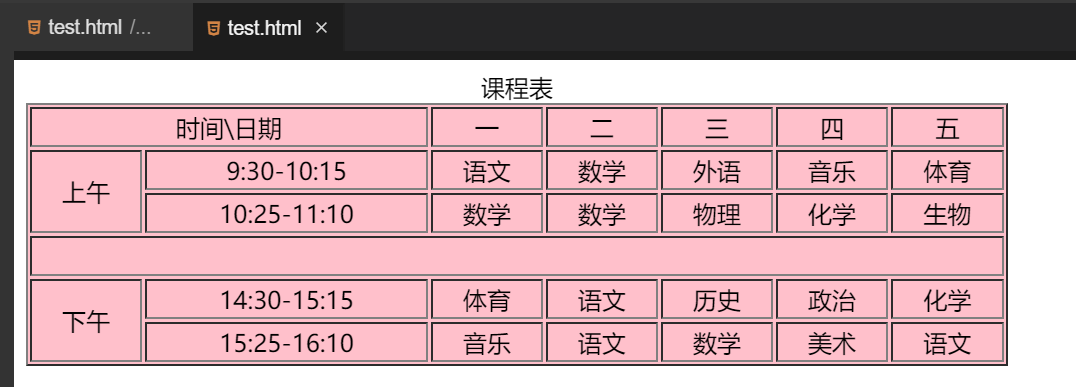 test.html /... test.html ×
课程表
时间\日期 一 二 三 四 五
上午 9:30-10:15 语文 数学 外语 音乐 体育
10:25-11:10 数学 数学 物理 化学 生物
下午 14:30-15:15 体育 语文 历史 政治 化学
15:25-16:10 音乐 语文 数学 美术 语文